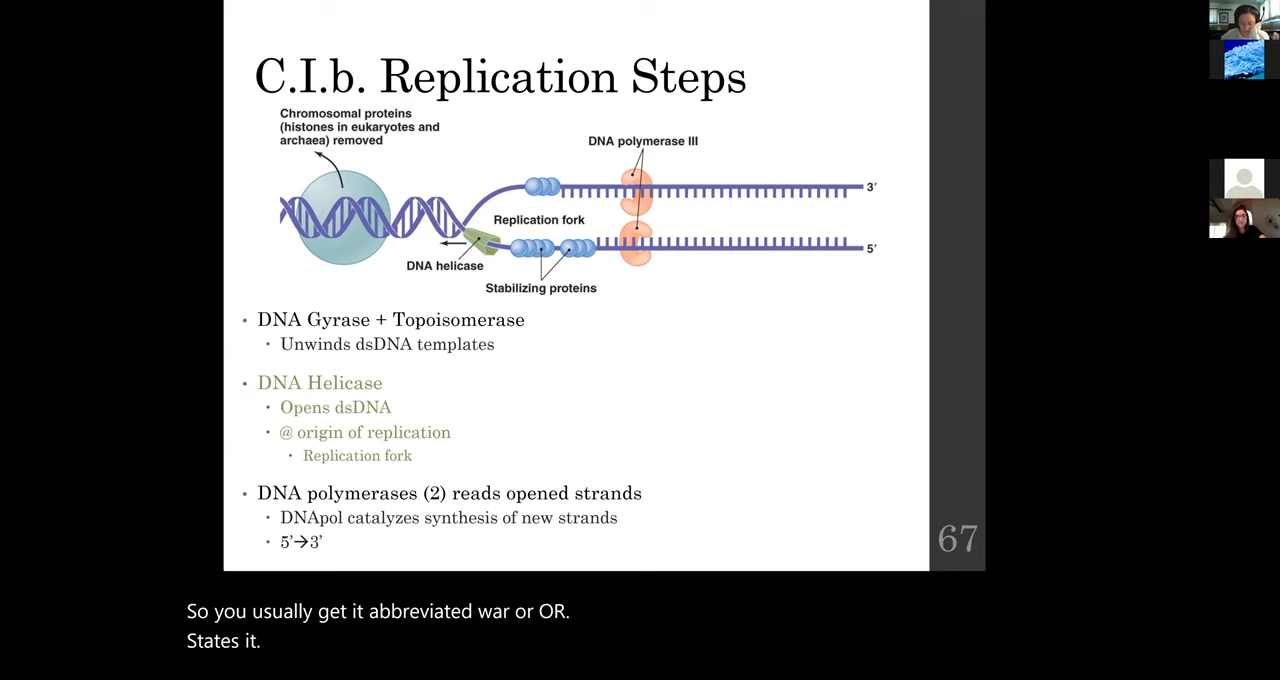 C.I.b. Replication Steps
Chromosomal proteins
(histones in eukaryotes and
archaea) removed
DNA polymerase III
3′
Replication fork
5′
DNA helicase
Stabilizing proteins
• DNA Gyrase + Topoisomerase
• Unwinds dsDNA templates
• DNA Helicase
• Opens dsDNA
• @ origin of replication
• Replication fork
• DNA polymerases (2) reads opened strands
• DNApol catalyzes synthesis of new strands
• 5’→3’
67
So you usually get it abbreviated war or OR.
States it.